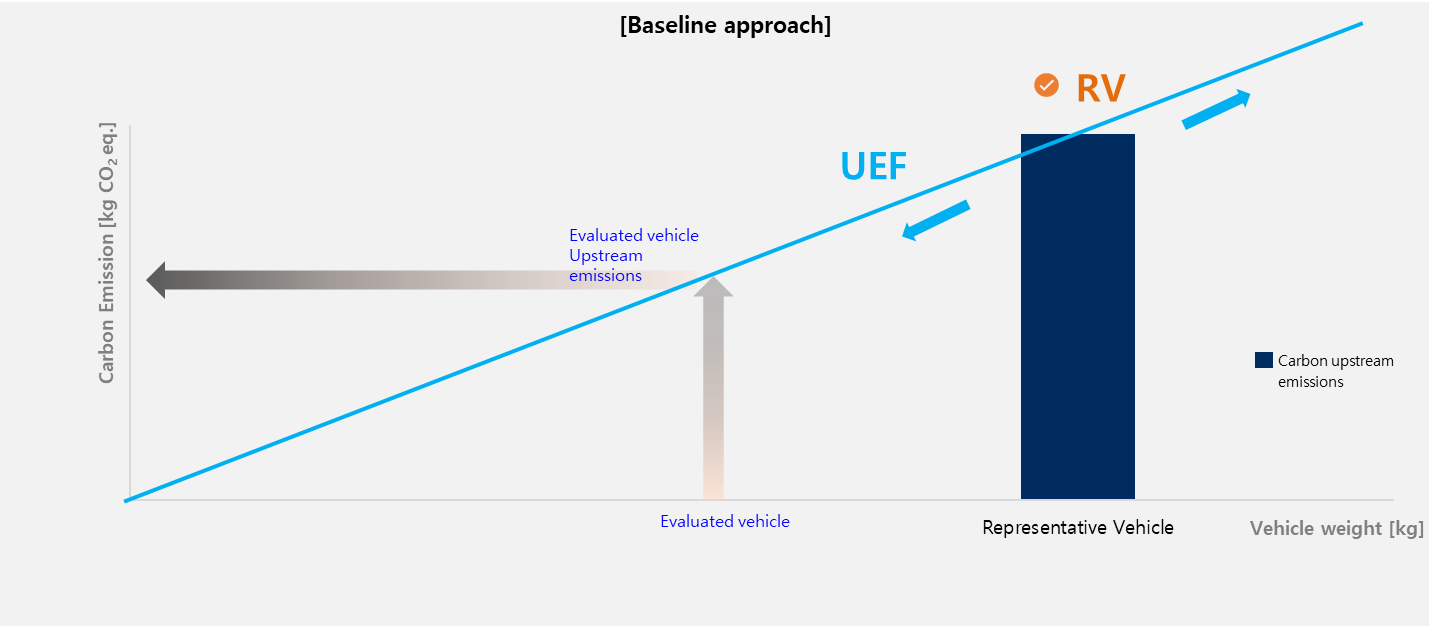 [Baseline approach]
RV
UEF
Carbon Emission [kg CO₂ eq.]
Evaluated vehicle
Upstream
emissions
Carbon upstream
emissions
Evaluated vehicle
Representative Vehicle
Vehicle weight [kg]